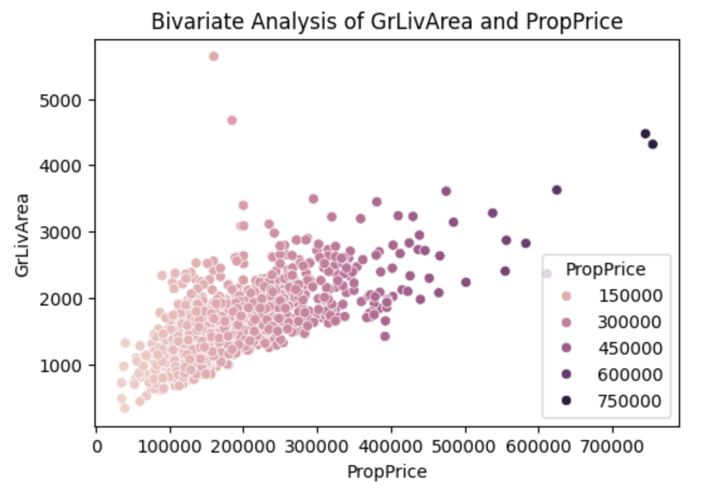 Bivariate Analysis of GrLivArea and PropPrice
GrLivArea
5000
4000
3000
2000
1000
PropPrice
150000
300000
450000
600000
750000
0 100000 200000 300000 400000 500000 600000 700000
PropPrice